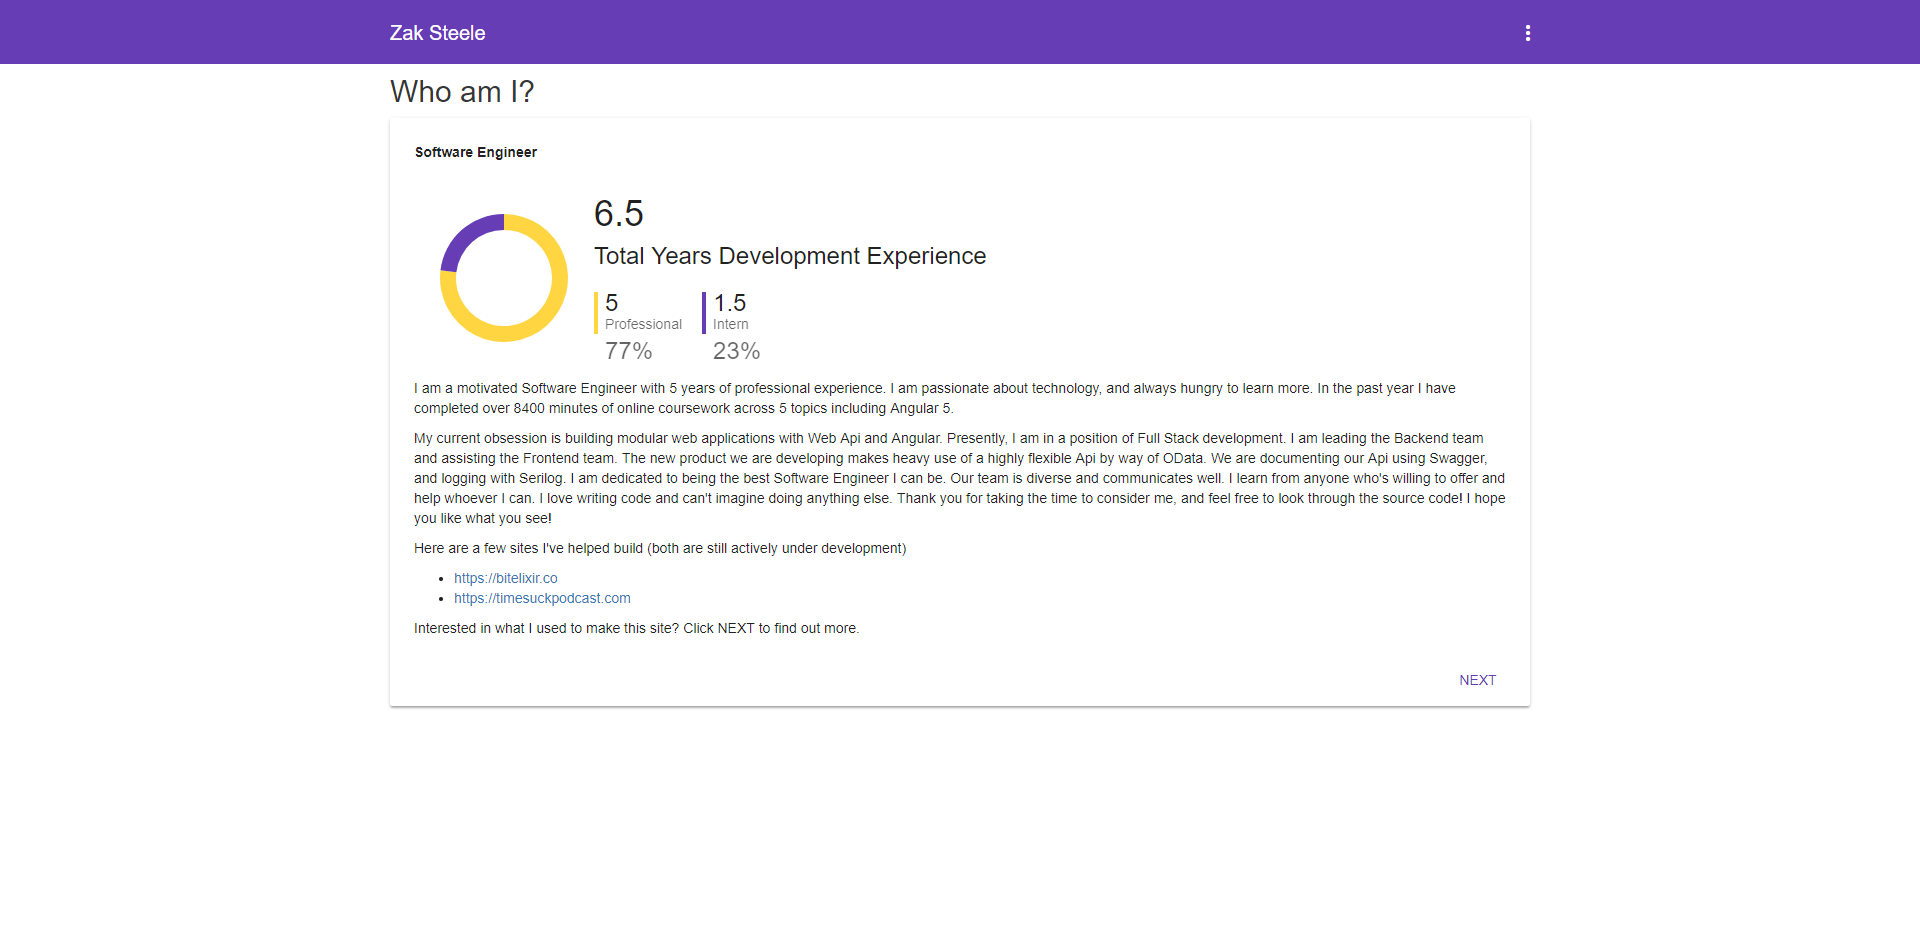 Zak Steele
Who am I?
Software Engineer
6.5
Total Years Development Experience
5
Professional
77%
1.5
Intern
23%
I am a motivated Software Engineer with 5 years of professional experience. I am passionate about technology, and always hungry to learn more. In the past year I have
completed over 8400 minutes of online coursework across 5 topics including Angular 5.
My current obsession is building modular web applications with Web Api and Angular. Presently, I am in a position of Full Stack development. I am leading the Backend team
and assisting the Frontend team. The new product we are developing makes heavy use of a highly flexible Api by way of OData. We are documenting our Api using Swagger,
and logging with Serilog. I am dedicated to being the best Software Engineer I can be. Our team is diverse and communicates well. I learn from anyone who's willing to offer and
help whoever I can. I love writing code and can't imagine doing anything else. Thank you for taking the time to consider me, and feel free to look through the source code! I hope
you like what you see!
Here are a few sites I've helped build (both are still actively under development)
https://bitelixir.co
https://timesuckpodcast.com
Interested in what I used to make this site? Click NEXT to find out more.
NEXT